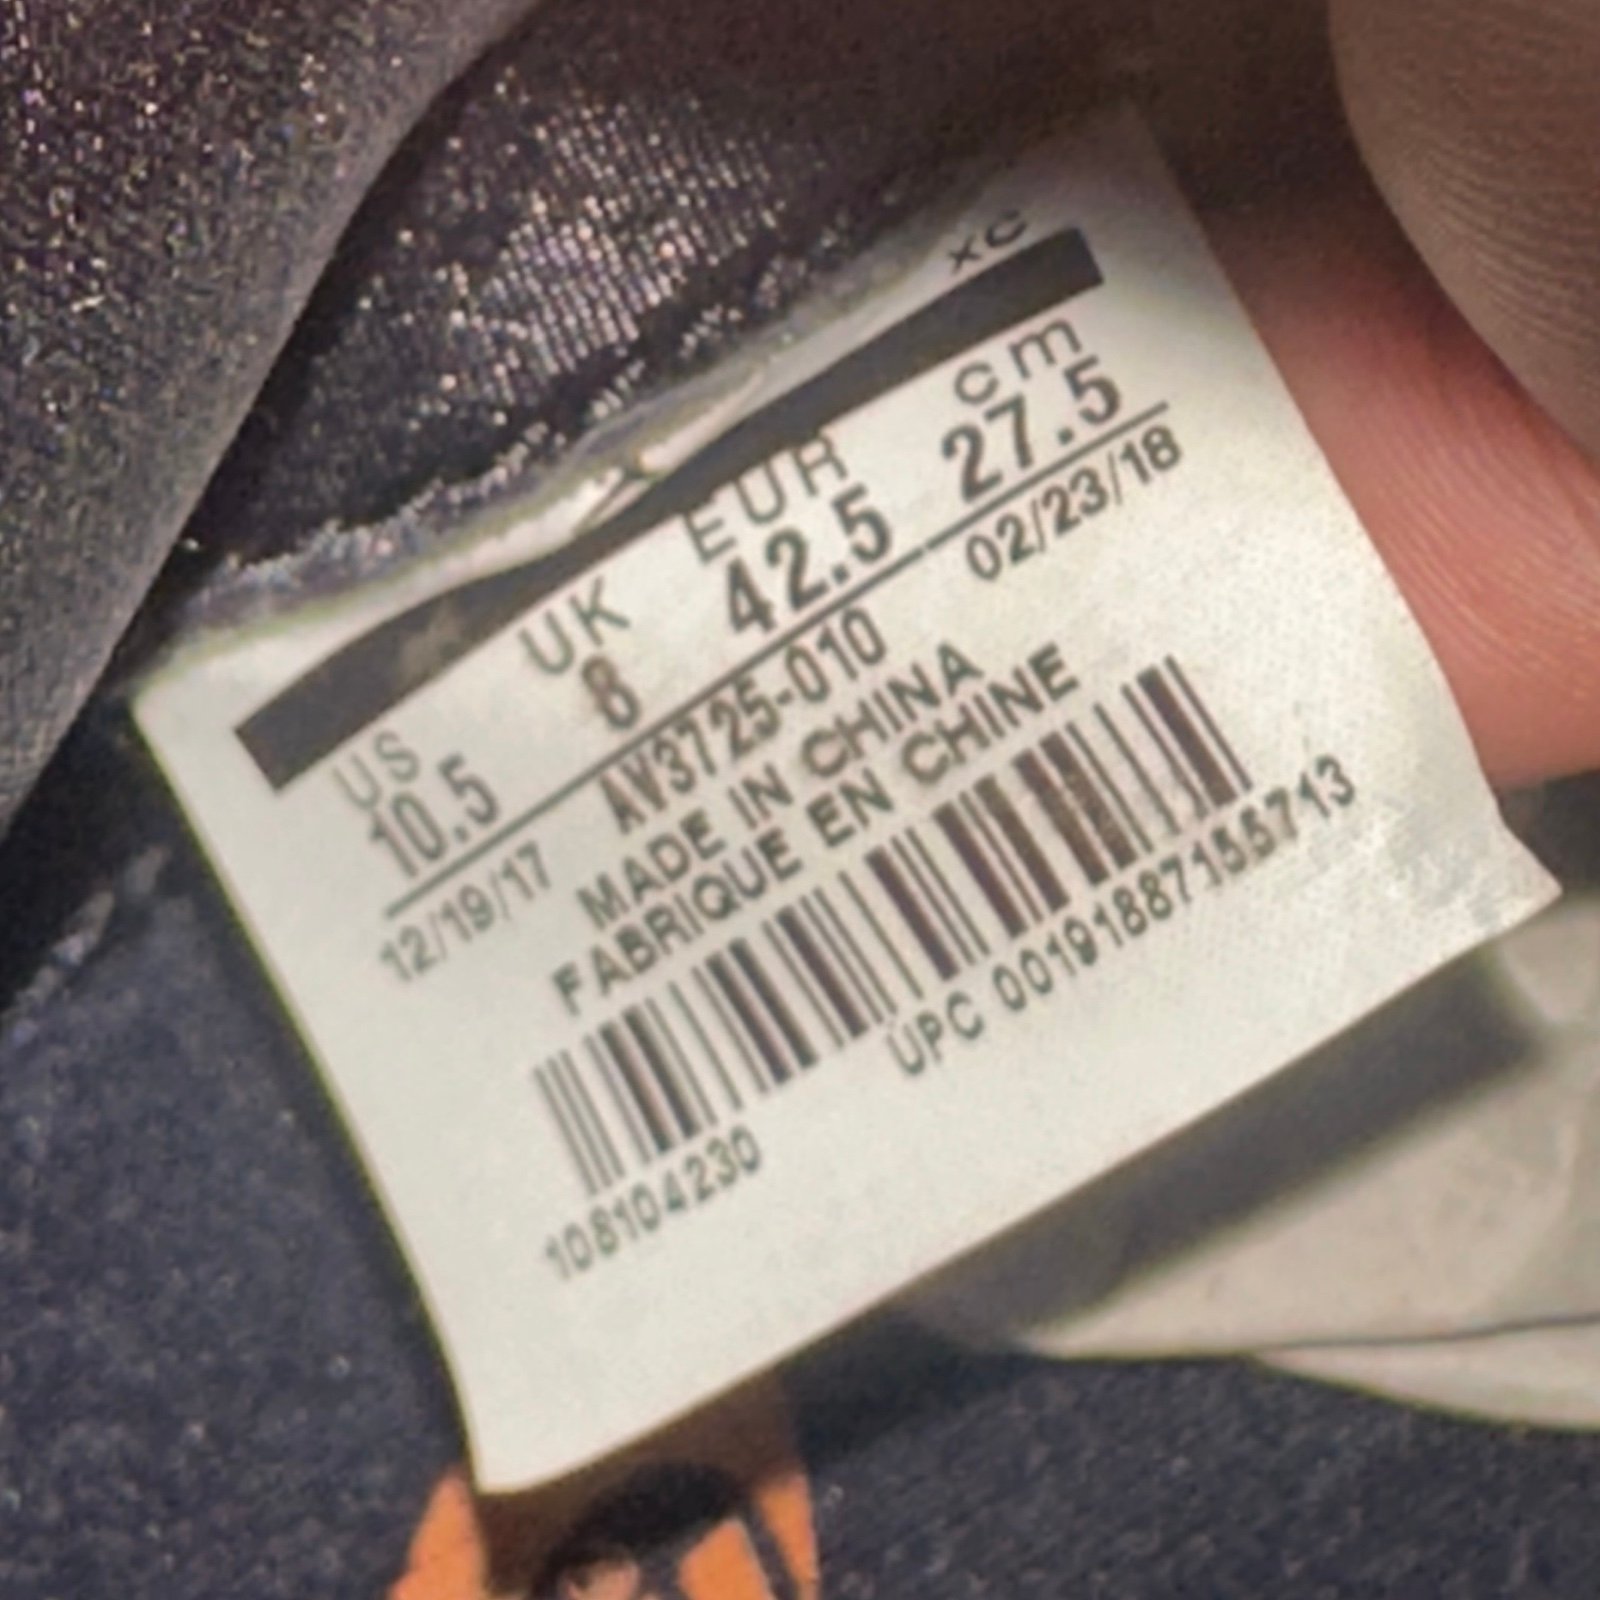 XC
US UK EUR cm
10.5 8 42.5 27.5
12/19/17 AV3725-010 02/23/18
MADE IN CHINA
FABRIQUE EN CHINE
UPC 00191887155713
108104230